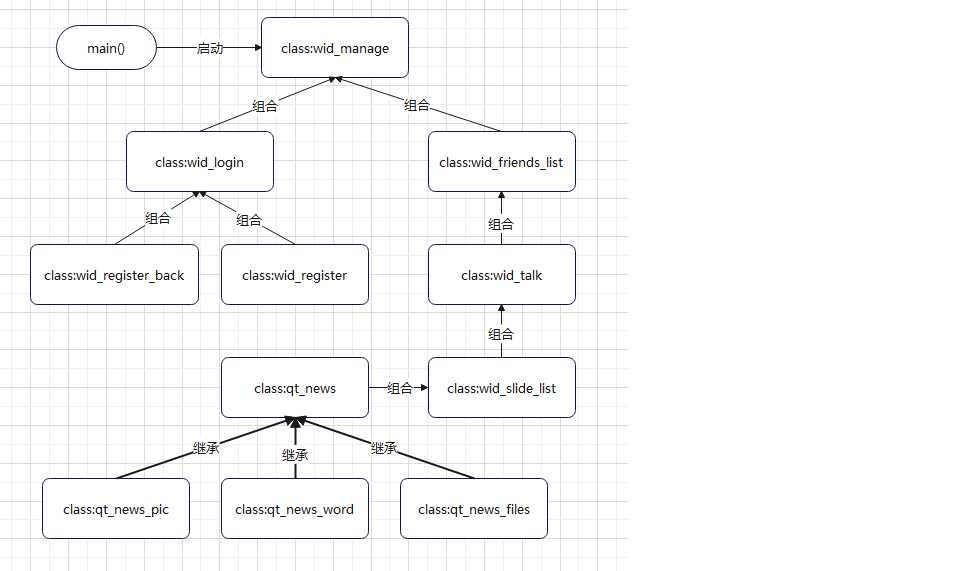 main()
启动
class:wid_manage
组合
组合
class:wid_login
class:wid_friends_list
组合
组合
组合
class:wid_register_back
class:wid_register
class:wid_talk
组合
class:qt_news
组合
class:wid_slide_list
继承
继承
继承
class:qt_news_pic
class:qt_news_word
class:qt_news_files